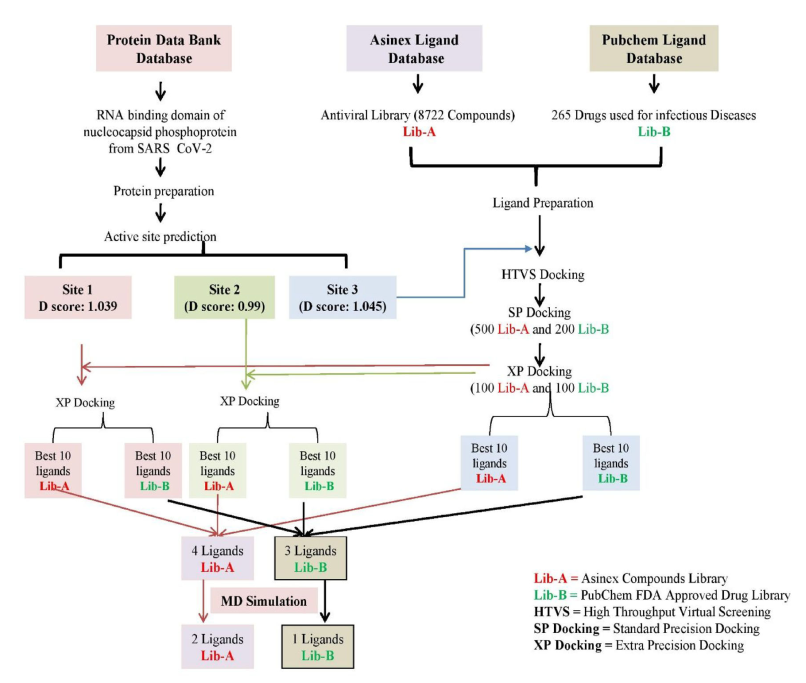 Protein Data Bank
Database
Asinex Ligand
Database
Pubchem Ligand
Database
RNA binding domain of
nucleocapsid phosphoprotein
from SARS CoV-2
Antiviral Library (8722 Compounds)
Lib-A
265 Drugs used for infectious Diseases
Lib-B
Protein preparation
Ligand Preparation
Active site prediction
HTVS Docking
Site 1
D score: 1.039
Site 2
(D score: 0.99)
Site 3
(D score: 1.045)
SP Docking
(500 Lib-A and 200 Lib-B
XP Docking
(100 Lib-A and 100 Lib-B
XP Docking
XP Docking
Best 10
ligands
Lib-A
Best 10
ligands
Lib-B
Best 10
ligands
Lib-A
Best 10
ligands
Lib-B
Best 10
ligands
Lib-A
Best 10
ligands
Lib-B
4 Ligands
Lib-A
3 Ligands
Lib-B
MD Simulation
2 Ligands
Lib-A
1 Ligands
Lib-B
Lib-A = Asinex Compounds Library
Lib-B = PubChem FDA Approved Drug Library
HTVS = High Throughput Virtual Screening
SP Docking = Standard Precision Docking
XP Docking = Extra Precision Docking